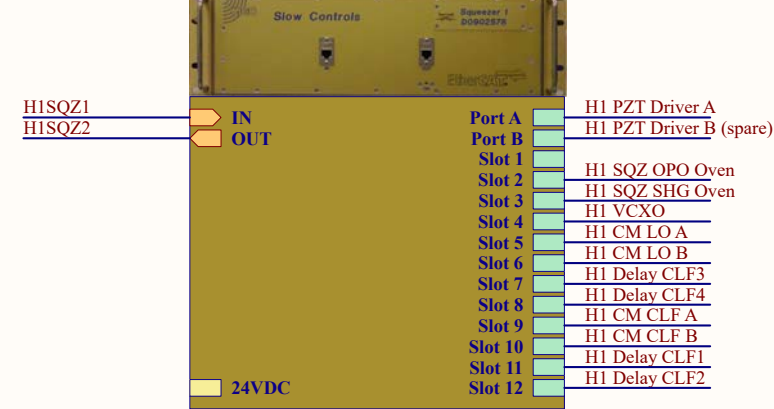 Slow Controls
Squeezer 1
D0902878
EtherCAT
H1SQZ1
IN
H1SQZ2
OUT
24VDC
Port A H1 PZT Driver A
Port B H1 PZT Driver B (spare)
Slot 1
Slot 2 H1 SQZ OPO Oven
Slot 3 H1 SQZ SHG Oven
Slot 4 H1 VCXO
Slot 5 H1 CM LO A
Slot 6 H1 CM LO B
Slot 7 H1 Delay CLF3
Slot 8 H1 Delay CLF4
Slot 9 H1 CM CLF A
Slot 10 H1 CM CLF B
Slot 11 H1 Delay CLF1
Slot 12 H1 Delay CLF2